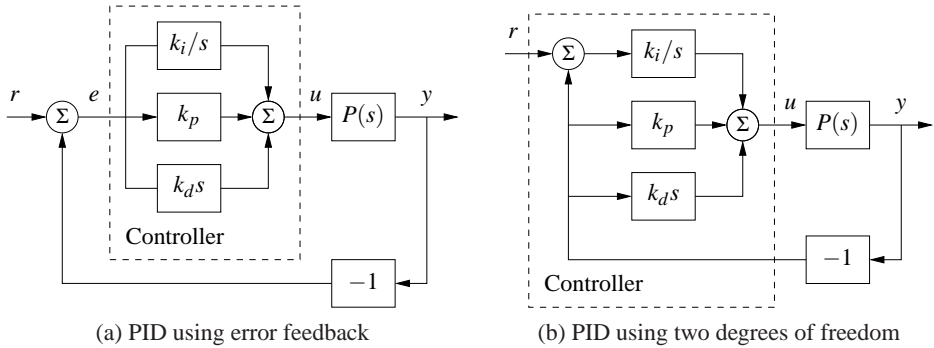 r
Σ
e
k_i/s
k_p
k_d s
Σ
u
P(s)
y
Controller
−1
(a) PID using error feedback
Controller
r
Σ
k_i/s
k_p
k_d s
Σ
u
P(s)
y
−1
Controller
(b) PID using two degrees of freedom